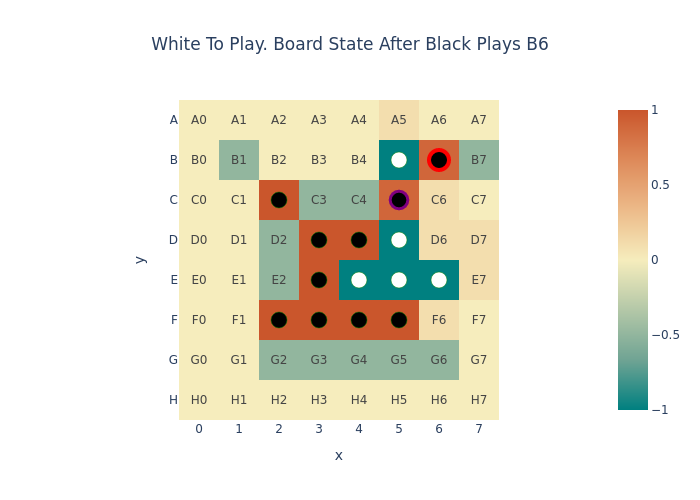 White To Play. Board State After Black Plays B6
A A0 A1 A2 A3 A4 A5 A6 A7
B B0 B1 B2 B3 B4 B7
C C0 C1 C3 C4 C6 C7
D D0 D1 D2 D6 D7
E E0 E1 E2 E7
F F0 F1 F6 F7
G G0 G1 G2 G3 G4 G5 G6 G7
H H0 H1 H2 H3 H4 H5 H6 H7
0 1 2 3 4 5 6 7
x
y
1
0.5
0
−0.5
−1